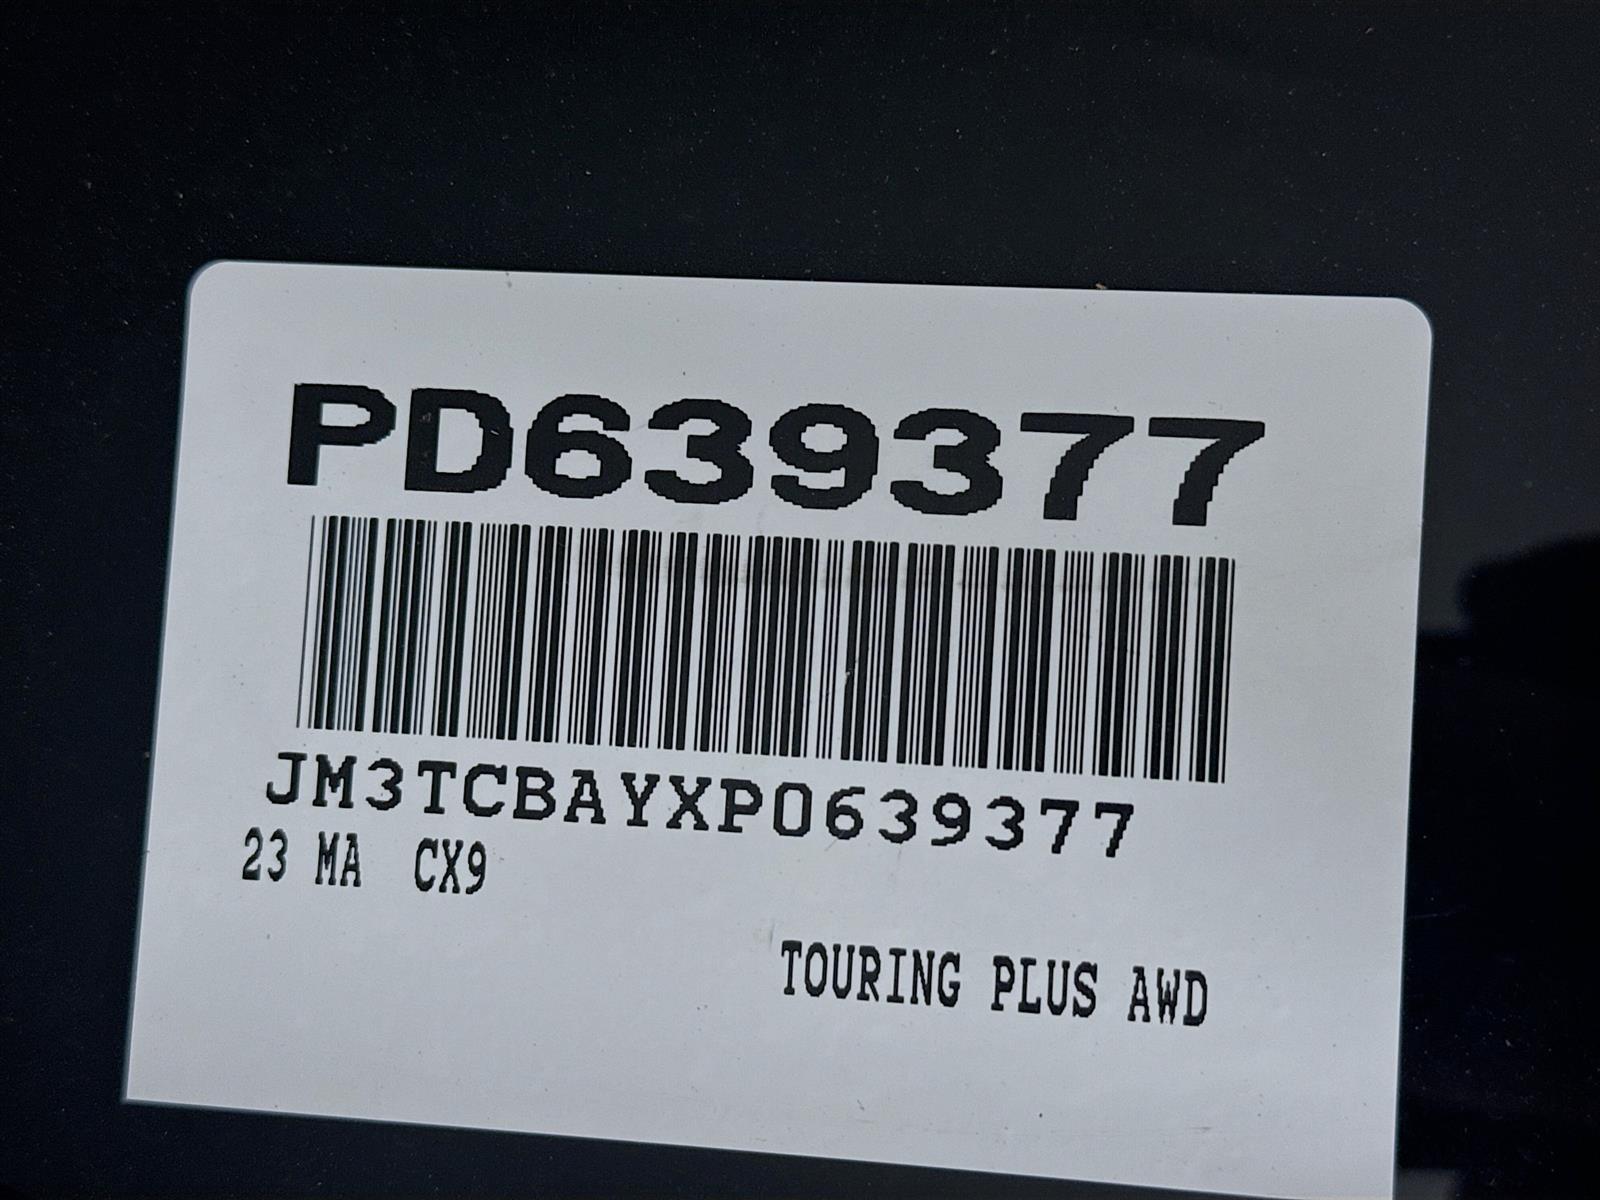 PD639377
JM3TCBAYXP0639377
23 MA CX9
TOURING PLUS AWD